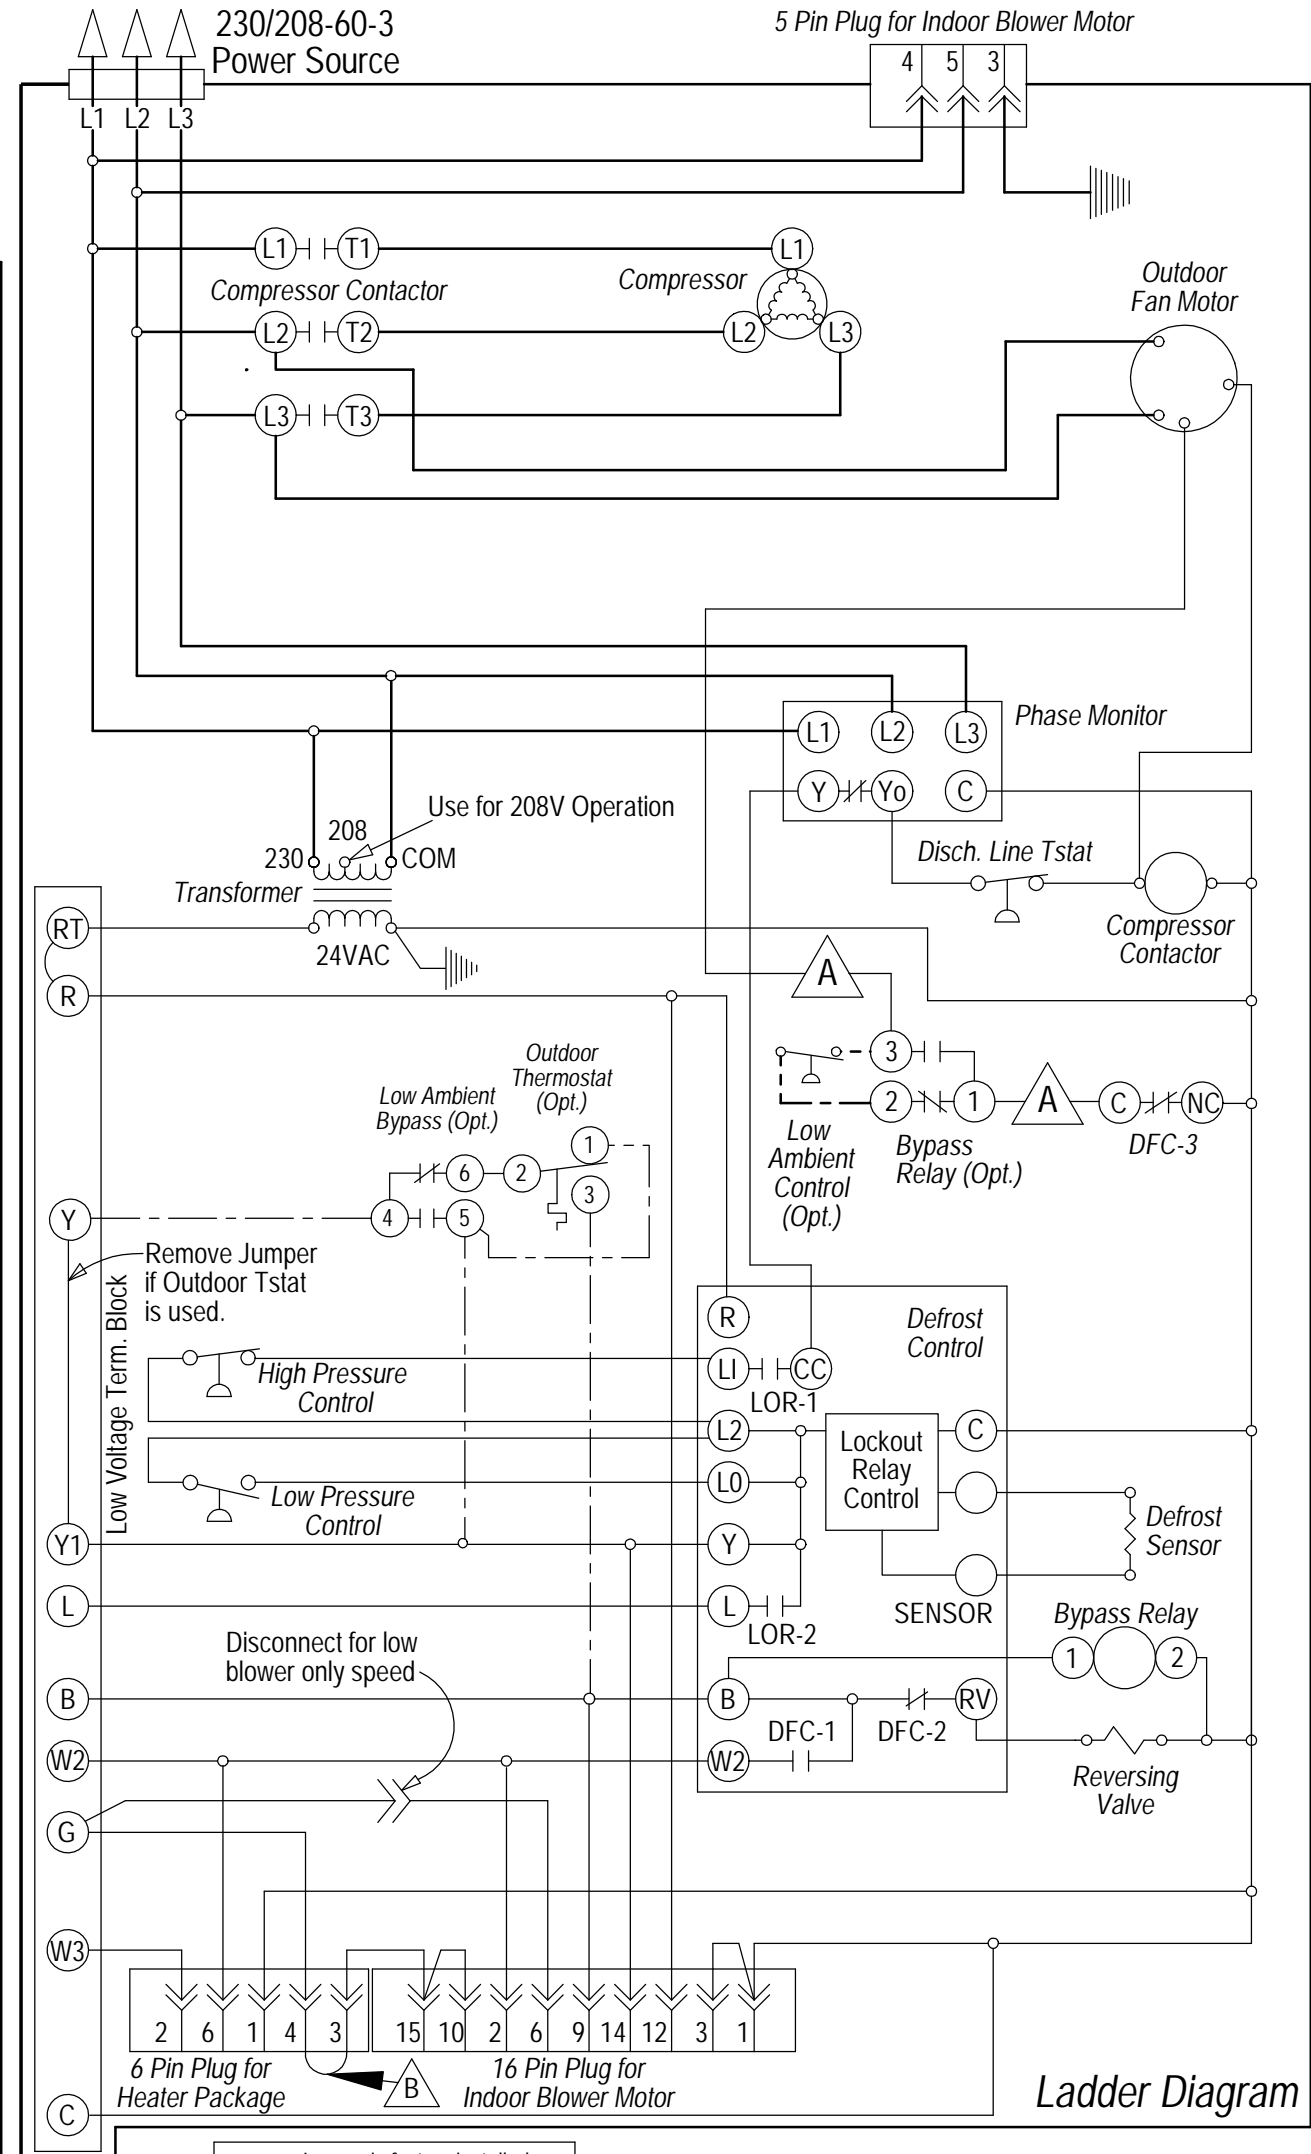 230/208-60-3
Power Source
5 Pin Plug for Indoor Blower Motor
4 5 3
L1 L2 L3
L1 T1 L1
Compressor Contactor
Compressor
Outdoor
Fan Motor
L2 T2 L2 L3
L3 T3
Phase Monitor
L1 L2 L3
Y Yo C
Use for 208V Operation
208
230 COM
Transformer
24VAC
Disch. Line Tstat
Compressor
Contactor
RT
R
A
3
2 1 A C NC
Low
Ambient
Control
(Opt.)
Bypass
Relay (Opt.)
DFC-3
Outdoor
Thermostat
(Opt.)
Low Ambient
Bypass (Opt.)
1
6 2
3
Y 4 5
Remove Jumper
if Outdoor Tstat
is used.
Low Voltage Term. Block
R
Defrost
Control
High Pressure
Control
LI CC
LOR-1
L2
Lockout
Relay
Control
C
L0
Low Pressure
Control
Defrost
Sensor
Y1 Y
L L
LOR-2
SENSOR
Bypass Relay
1 2
Disconnect for low
blower only speed
B B RV
DFC-1 DFC-2
W2 W2
Reversing
Valve
G
W3
2 6 1 4 3 15 10 2 6 9 14 12 3 1
6 Pin Plug for
Heater Package
B
16 Pin Plug for
Indoor Blower Motor
C
Ladder Diagram